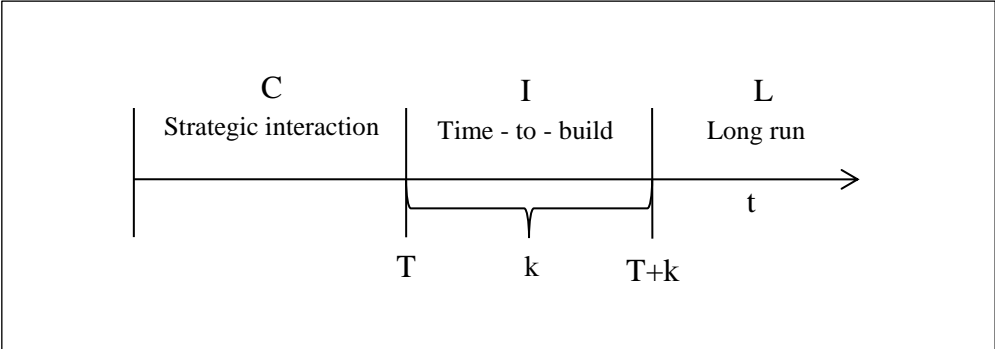 C I L
Strategic interaction Time - to - build Long run
t
T k T+k